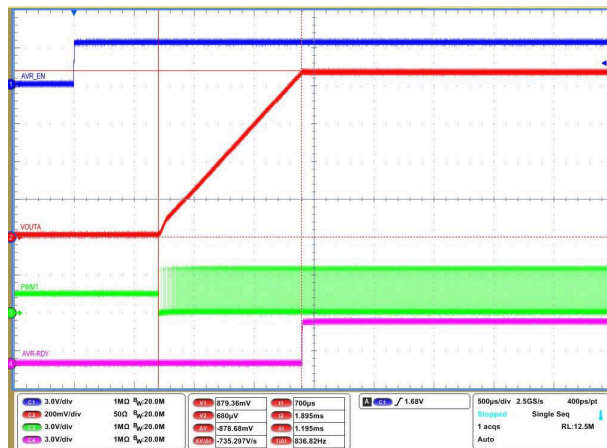 1
AVR_EN
VOUTA
2
PWM1
3
AVR-RDY
4
C1 3.0V/div 1MΩ BW:20.0M
C2 200mV/div 50Ω BW:20.0M
C3 3.0V/div 1MΩ BW:20.0M
C4 3.0V/div 1MΩ BW:20.0M
V1 879.36mV t1 700µs
V2 680µV t2 1.895ms
ΔV -878.68mV Δt 1.195ms
ΔV/Δt -735.297V/s 1/Δt 836.82Hz
A C1 1.68V
500µs/div 2.5GS/s 400ps/pt
Stopped Single Seq
1 acqs RL:12.5M
Auto